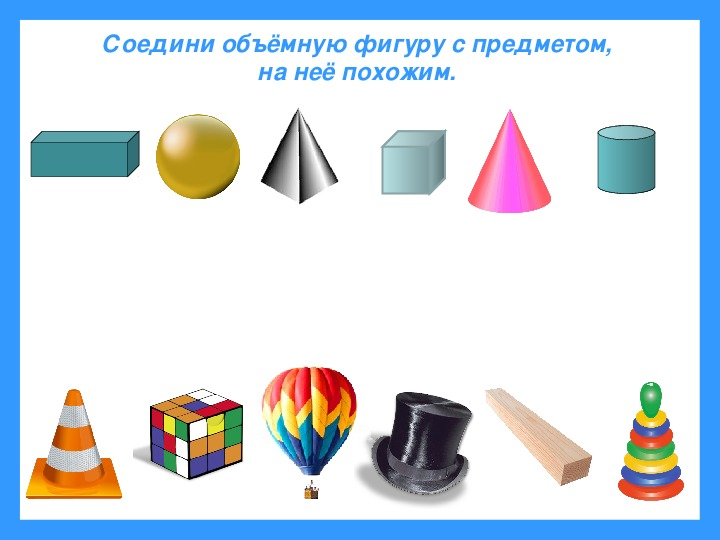 Соедини объёмную фигуру с предметом,
на неё похожим.